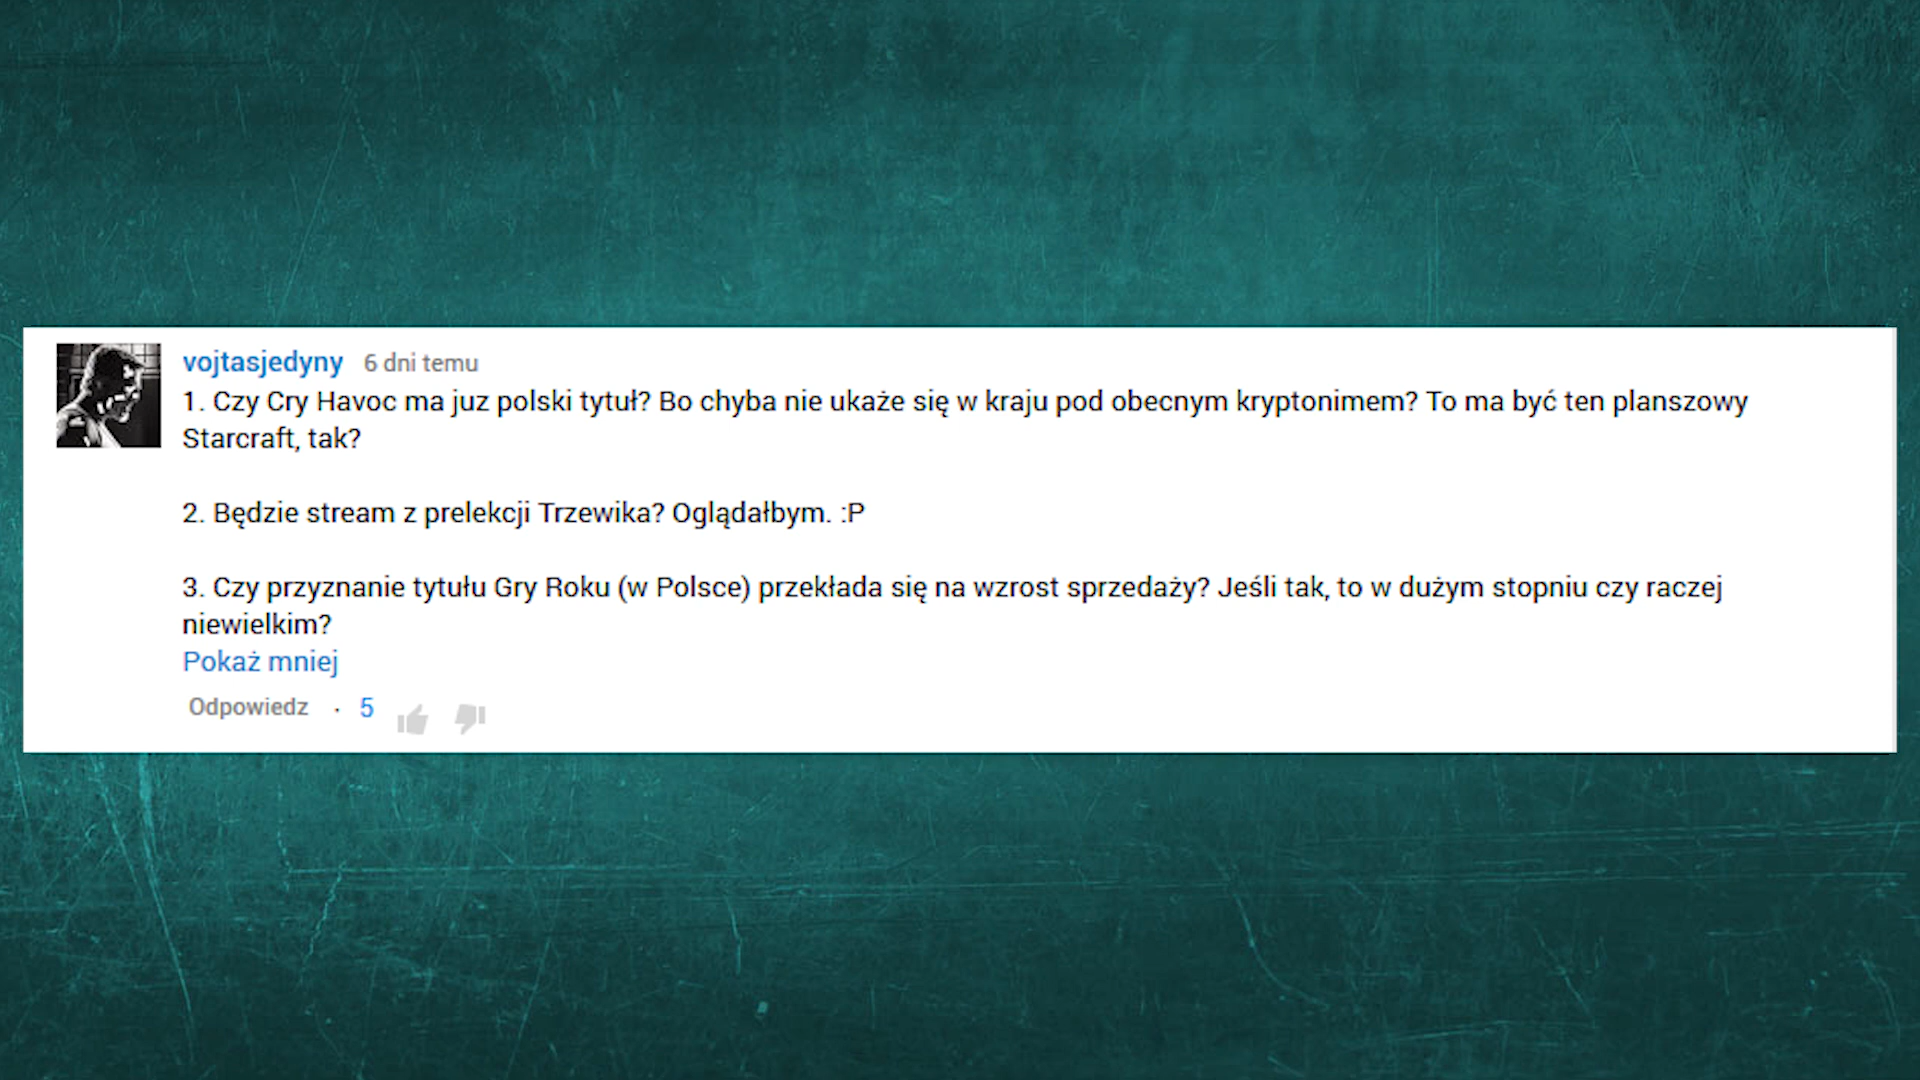 vojtasjedyny 6 dni temu
1. Czy Cry Havoc ma juz polski tytuł? Bo chyba nie ukaże się w kraju pod obecnym kryptonimem? To ma być ten planszowy
Starcraft, tak?
2. Będzie stream z prelekcji Trzewika? Oglądałbym. :P
3. Czy przyznanie tytułu Gry Roku (w Polsce) przekłada się na wzrost sprzedaży? Jeśli tak, to w dużym stopniu czy raczej
niewielkim?
Pokaż mniej
Odpowiedz · 5